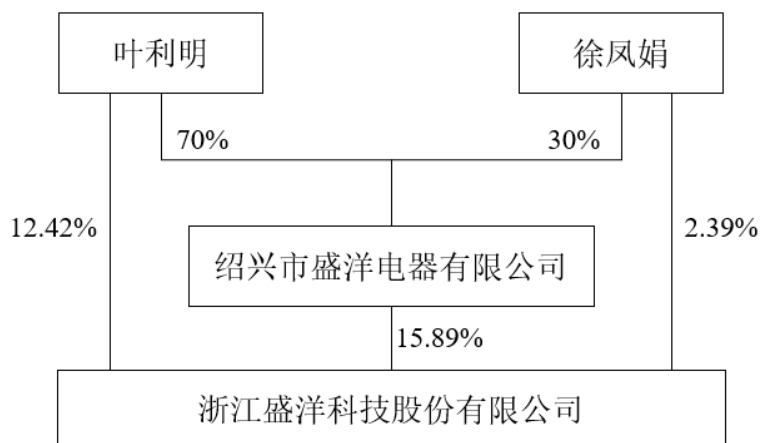 叶利明
徐凤娟
70%
30%
12.42%
2.39%
绍兴市盛洋电器有限公司
15.89%
浙江盛洋科技股份有限公司